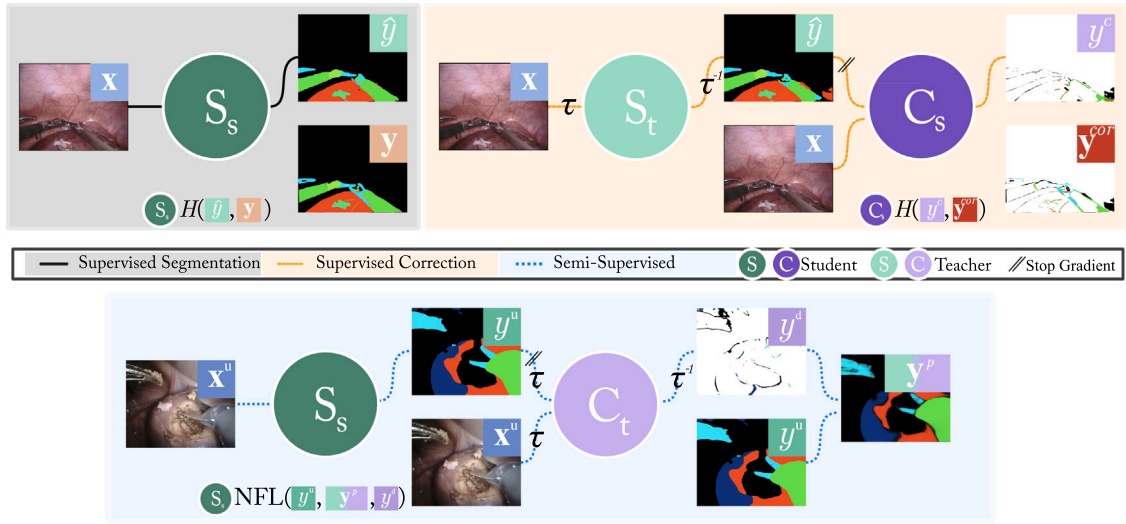 x
S_s
ŷ
y
S_s H(ŷ, y)
x
τ
S_t
τ⁻¹
ŷ
x
C_s
y^c
y^cor
C_s H(y^c, y^cor)
Supervised Segmentation
Supervised Correction
Semi-Supervised
S C Student
S C Teacher
Stop Gradient
x^u
S_s
y^u
τ
x^u
τ
C_t
τ⁻¹
y^d
y^u
y^p
S_s NFL(y^u, y^p, y^d)